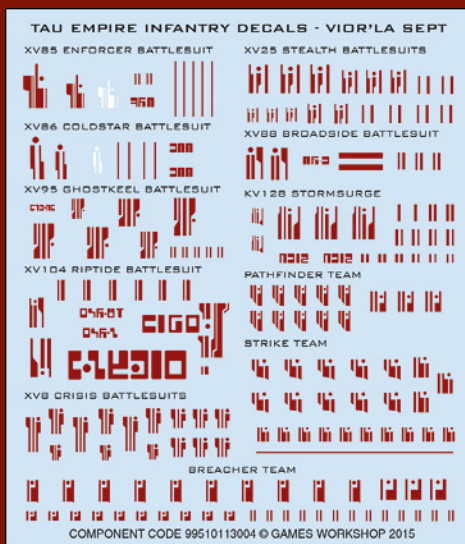 TAU EMPIRE INFANTRY DECALS - VIOR'LA SEPT
XV85 ENFORCER BATTLESUIT
XV86 COLDSTAR BATTLESUIT
XV95 GHOSTKEEL BATTLESUIT
XV104 RIPTIDE BATTLESUIT
XV8 CRISIS BATTLESUITS
XV25 STEALTH BATTLESUITS
XV88 BROADSIDE BATTLESUIT
KV128 STORMSURGE
PATHFINDER TEAM
STRIKE TEAM
BREACHER TEAM
COMPONENT CODE 99510113004 © GAMES WORKSHOP 2015